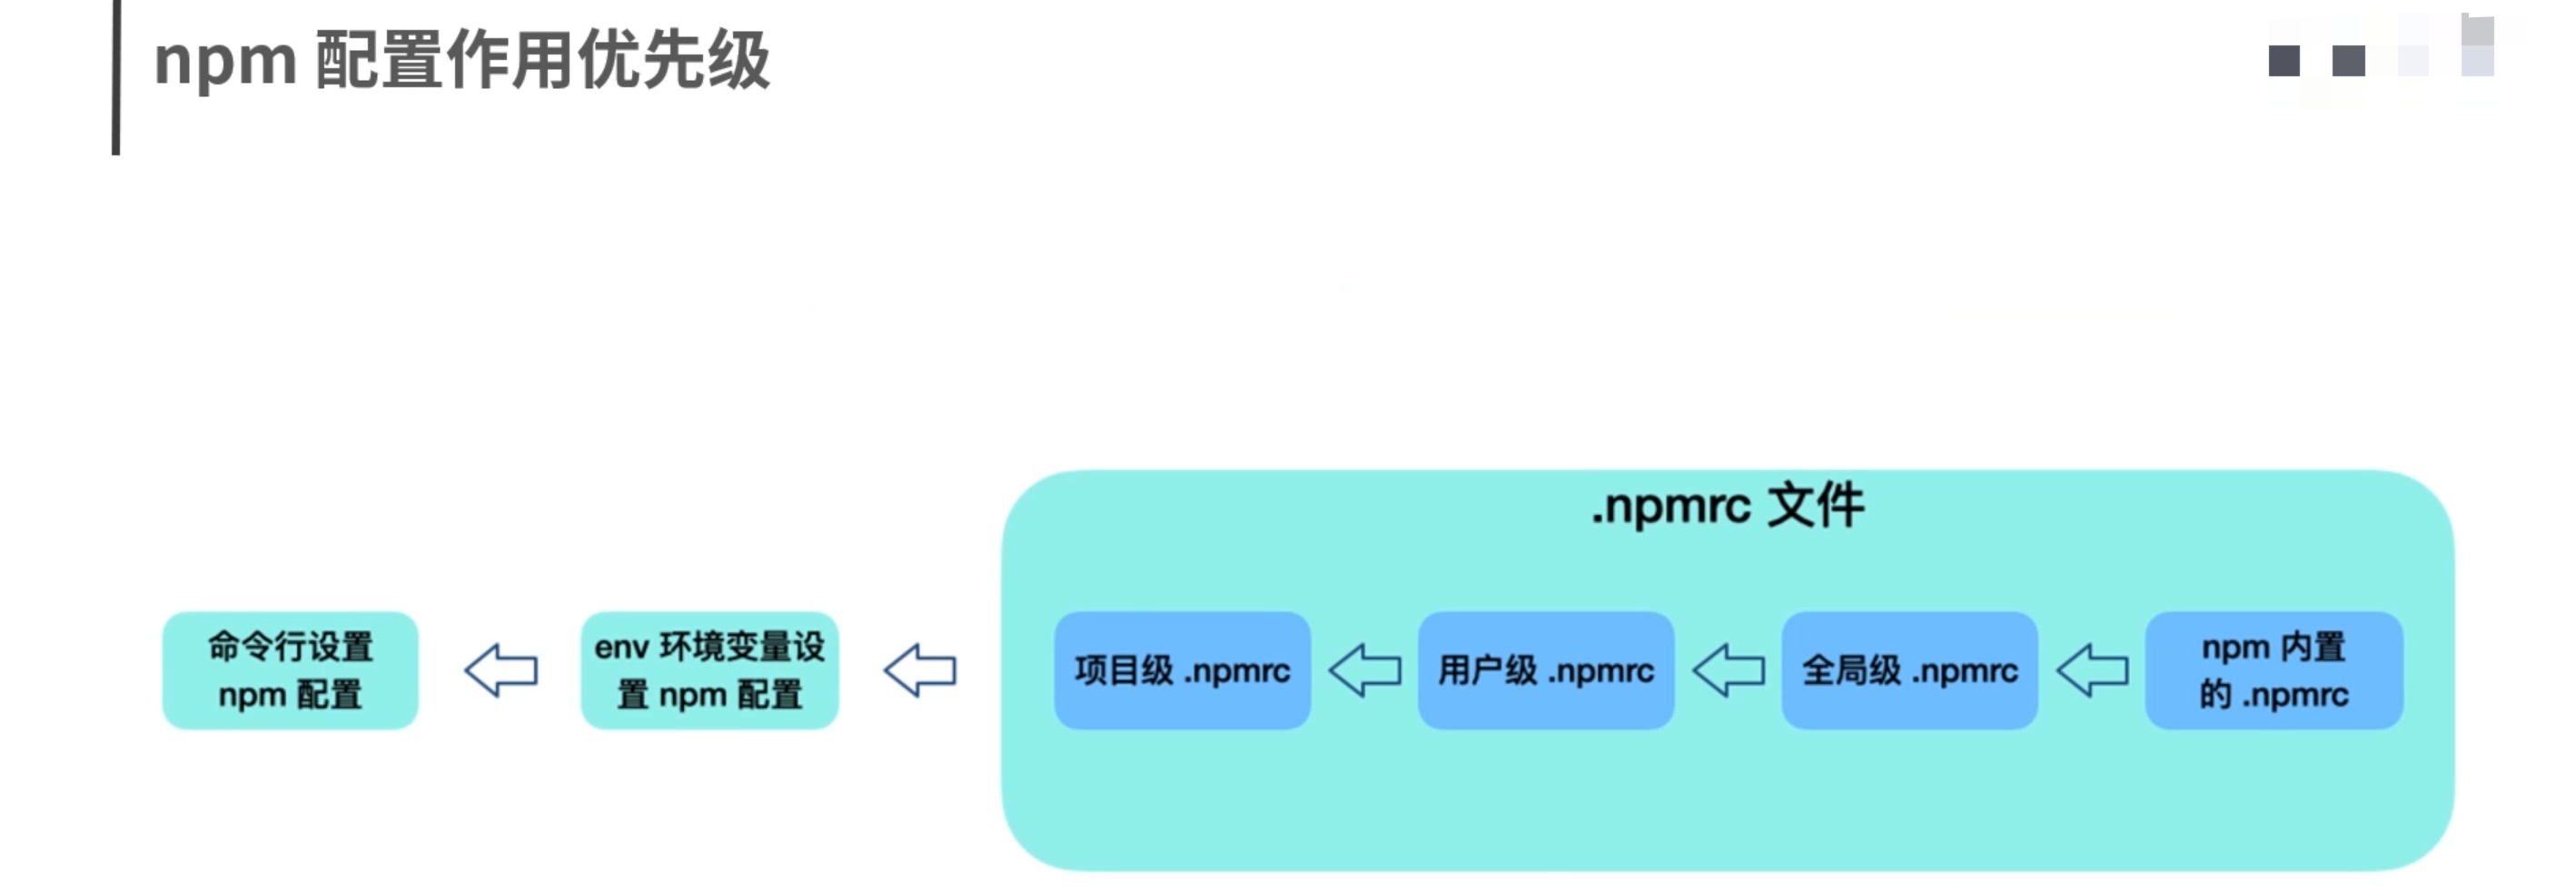 npm 配置作用优先级
.npmrc 文件
命令行设置
npm 配置
env 环境变量设
置 npm 配置
项目级 .npmrc
用户级 .npmrc
全局级 .npmrc
npm 内置
的 .npmrc